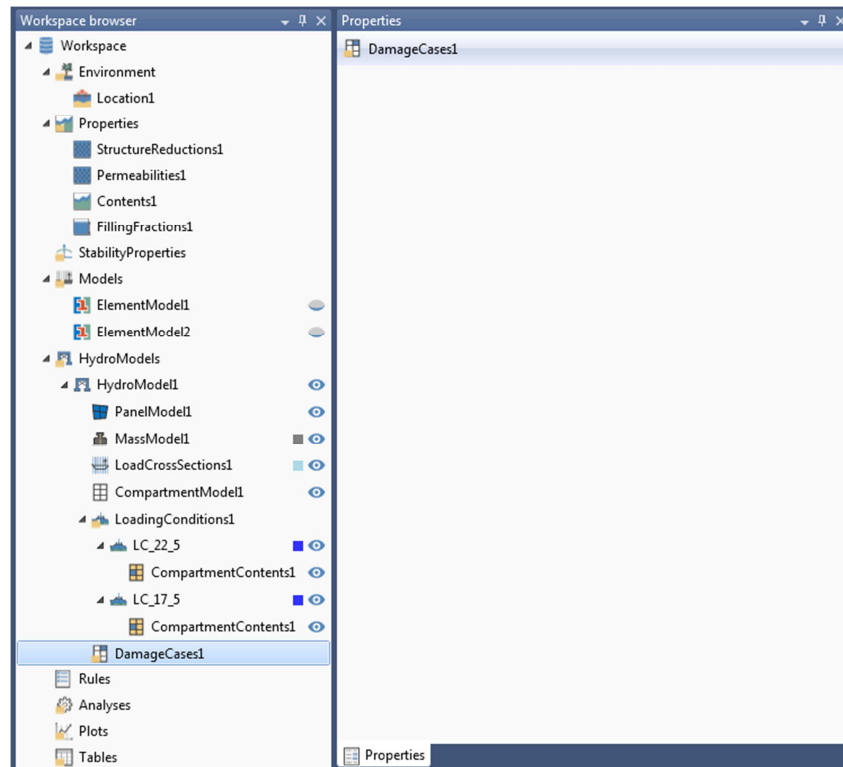 Workspace browser
Workspace
Environment
Location1
Properties
StructureReductions1
Permeabilities1
Contents1
FillingFractions1
StabilityProperties
Models
ElementModel1
ElementModel2
HydroModels
HydroModel1
PanelModel1
MassModel1
LoadCrossSections1
CompartmentModel1
LoadingConditions1
LC_22_5
CompartmentContents1
LC_17_5
CompartmentContents1
DamageCases1
Rules
Analyses
Plots
Tables
Properties
DamageCases1
Properties